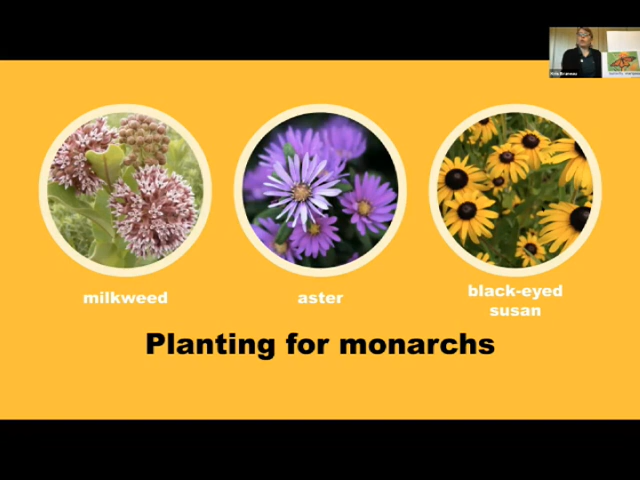 milkweed
aster
black-eyed
susan
Planting for monarchs